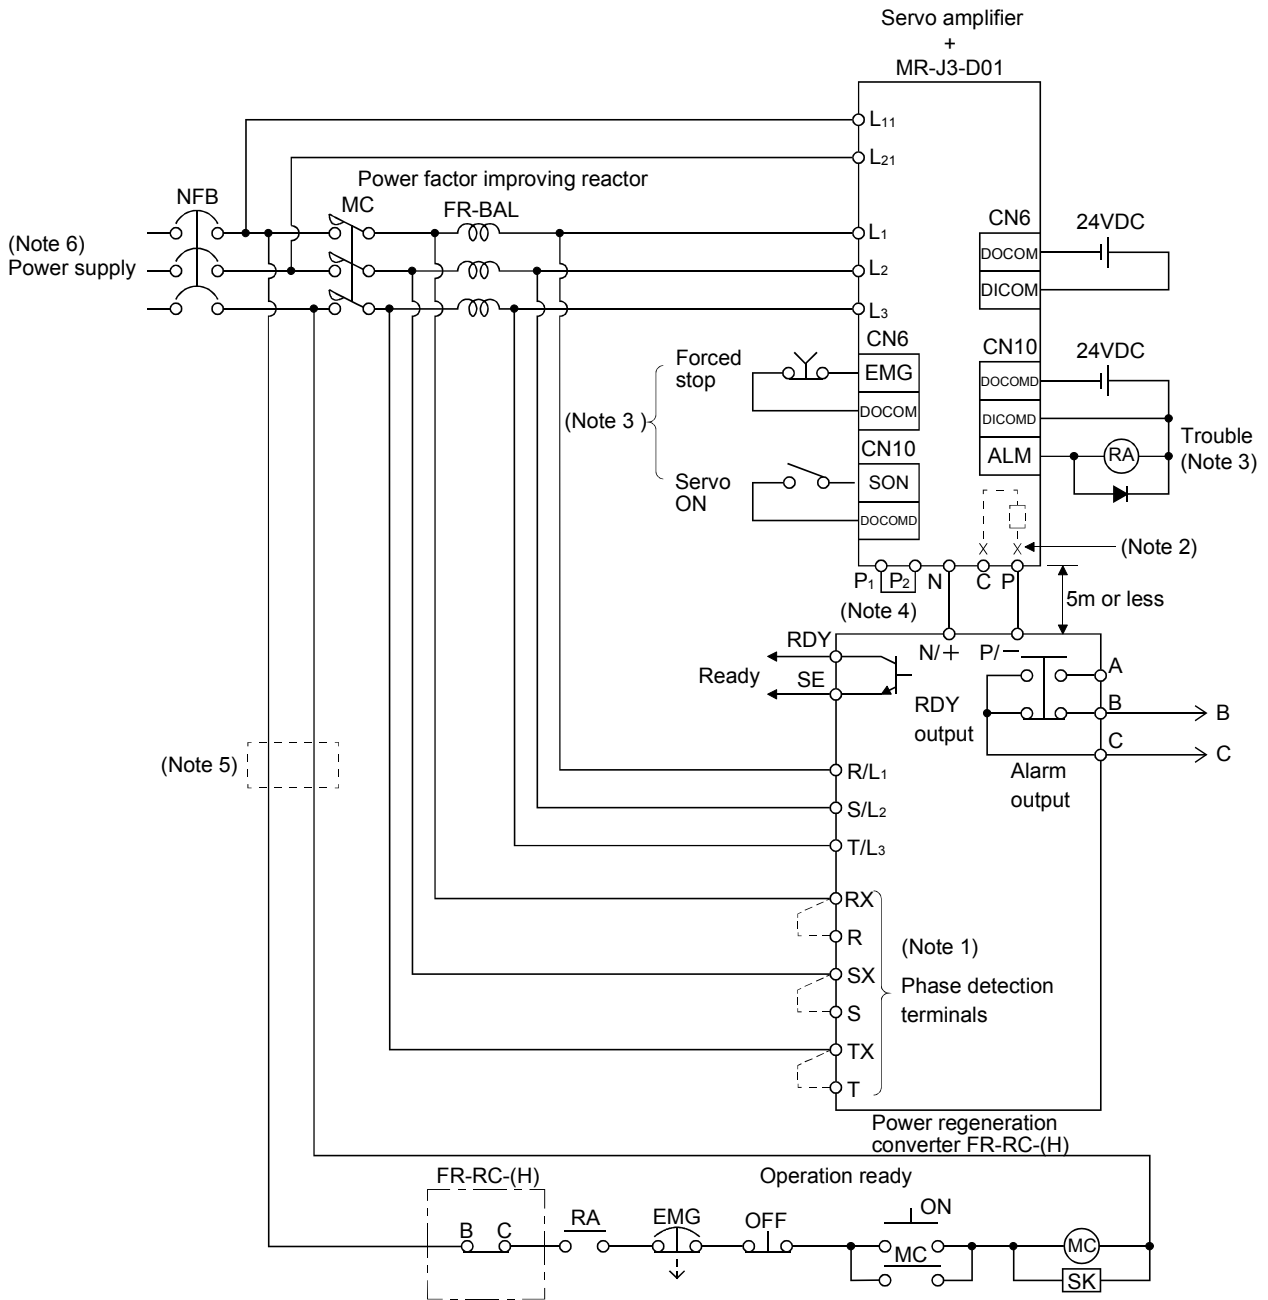 Servo amplifier
+
MR-J3-D01
L11
L21
Power factor improving reactor
NFB
MC
FR-BAL
(Note 6)
Power supply
L1
L2
L3
CN6
24VDC
DOCOM
DICOM
CN6
Forced
stop
EMG
DOCOM
(Note 3 )
CN10
Servo
ON
SON
DOCOMD
CN10
24VDC
DOCOMD
DICOMD
ALM
RA
Trouble
(Note 3)
(Note 2)
P1
P2
N
C
P
(Note 4)
5m or less
RDY
SE
Ready
N/+
P/−
RDY
output
A
B
B
C
C
Alarm
output
(Note 5)
R/L1
S/L2
T/L3
RX
R
SX
S
TX
T
(Note 1)
Phase detection
terminals
Power regeneration
converter FR-RC-(H)
FR-RC-(H)
Operation ready
B
C
RA
EMG
OFF
ON
MC
MC
SK